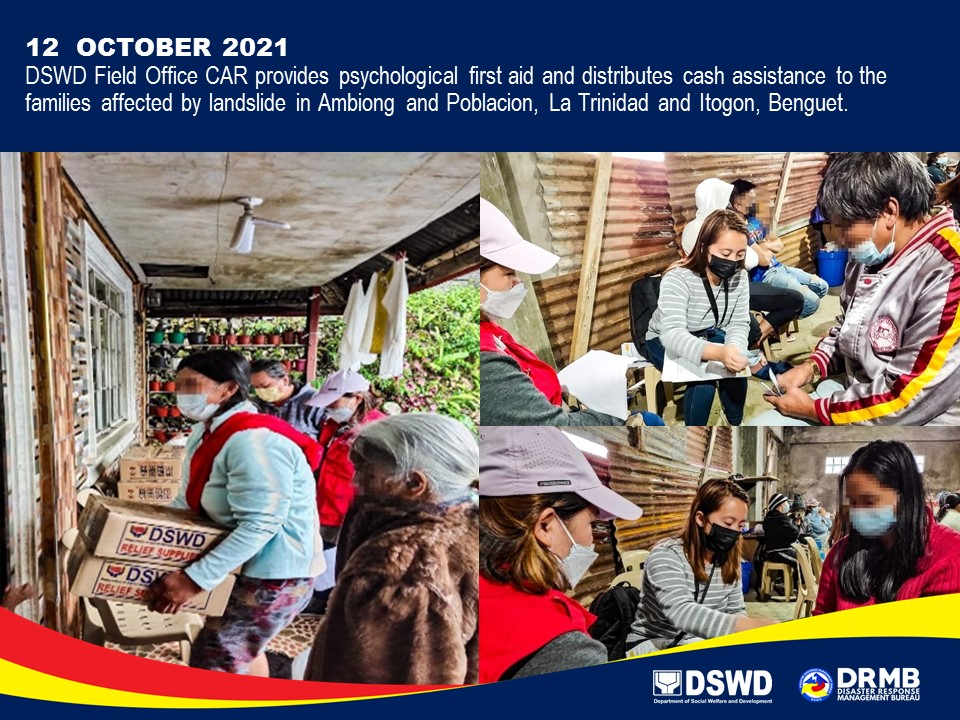 12 OCTOBER 2021
DSWD Field Office CAR provides psychological first aid and distributes cash assistance to the
families affected by landslide in Ambiong and Poblacion, La Trinidad and Itogon, Benguet.
DSWD
RELIEF SUPPLIES
DSWD
RELIEF
DSWD
Department of Social Welfare and Development
DRMB
DISASTER RESPONSE
MANAGEMENT BUREAU